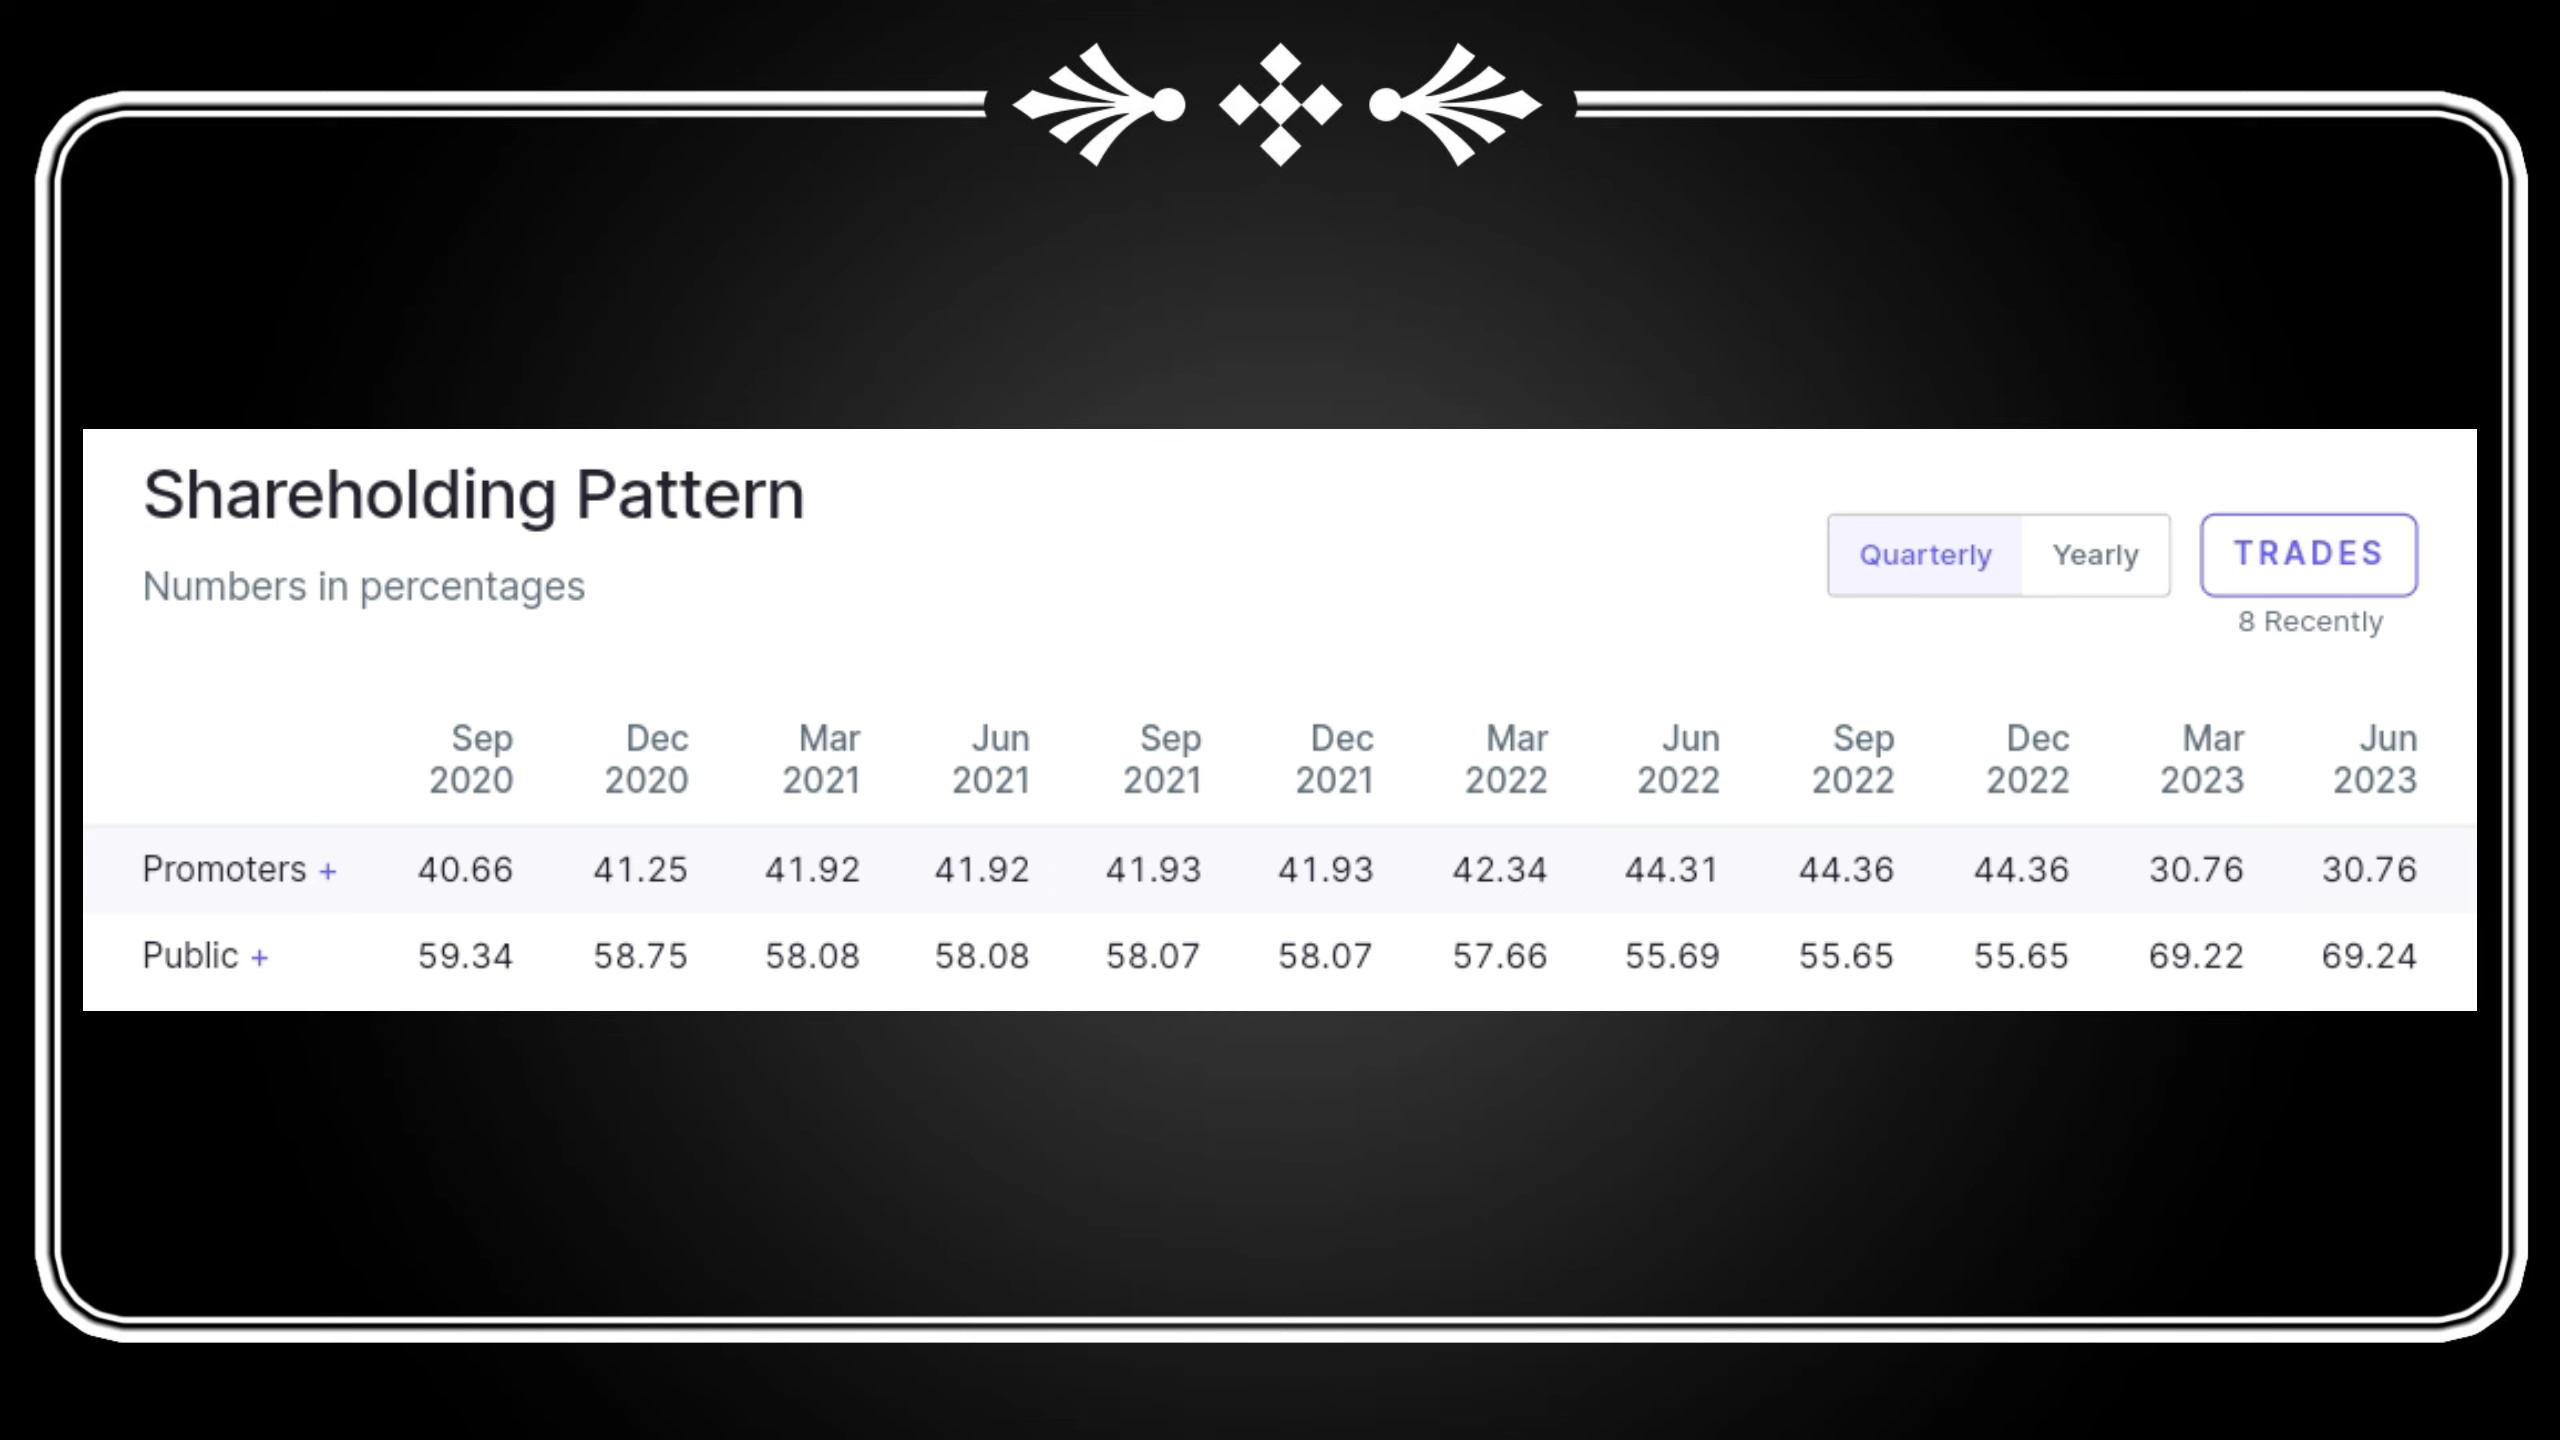 Shareholding Pattern
Numbers in percentages
Quarterly Yearly TRADES
8 Recently
Sep 2020 Dec 2020 Mar 2021 Jun 2021 Sep 2021 Dec 2021 Mar 2022 Jun 2022 Sep 2022 Dec 2022 Mar 2023 Jun 2023
Promoters + 40.66 41.25 41.92 41.92 41.93 41.93 42.34 44.31 44.36 44.36 30.76 30.76
Public + 59.34 58.75 58.08 58.08 58.07 58.07 57.66 55.69 55.65 55.65 69.22 69.24